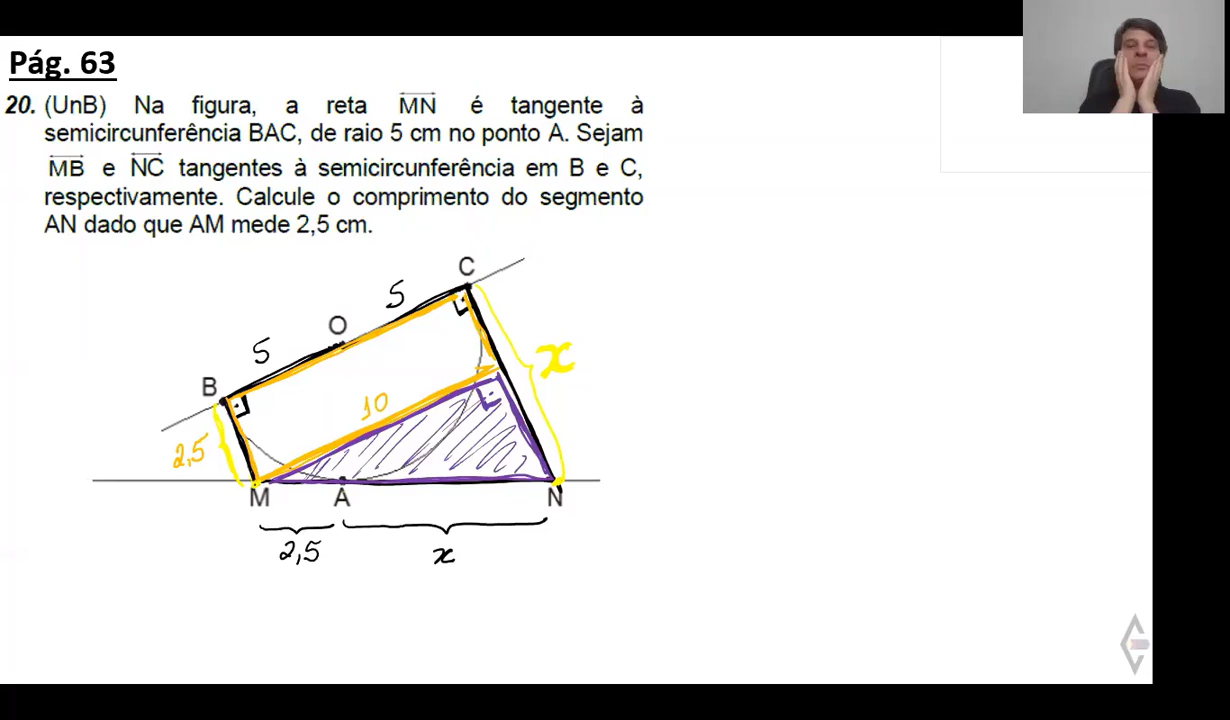 Pág. 63
20. (UnB) Na figura, a reta MN é tangente à
semicircunferência BAC, de raio 5 cm no ponto A. Sejam
MB e NC tangentes à semicircunferência em B e C,
respectivamente. Calcule o comprimento do segmento
AN dado que AM mede 2,5 cm.
C
5
O
5
x
B
10
2,5
M A N
2,5 x